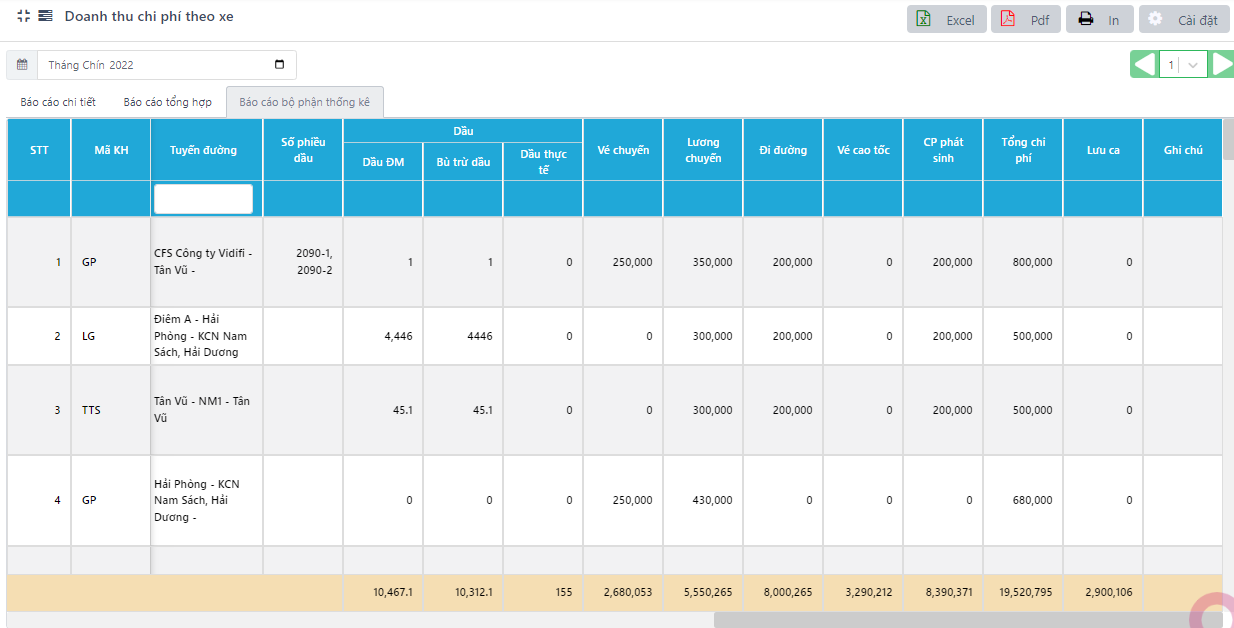 Doanh thu chi phí theo xe
Excel
Pdf
In
Cài đặt
Tháng Chín 2022
1
Báo cáo chi tiết
Báo cáo tổng hợp
Báo cáo bộ phận thống kê
STT
Mã KH
Tuyến đường
Số phiếu
dầu
Dầu
Dầu ĐM
Bù trừ dầu
Dầu thực
tế
Vé chuyến
Lương
chuyến
Đi đường
Vé cao tốc
CP phát
sinh
Tổng chi
phí
Lưu ca
Ghi chú
1
GP
CFS Công ty Vidifi -
Tân Vũ -
2090-1,
2090-2
1
1
0
250,000
350,000
200,000
0
200,000
800,000
0
2
LG
Điểm A - Hải
Phòng - KCN Nam
Sách, Hải Dương
4,446
4446
0
0
300,000
200,000
0
200,000
500,000
0
3
TTS
Tân Vũ - NM1 - Tân
Vũ
45.1
45.1
0
0
300,000
200,000
0
200,000
500,000
0
4
GP
Hải Phòng - KCN
Nam Sách, Hải
Dương -
0
0
0
250,000
430,000
0
0
0
680,000
0
10,467.1
10,312.1
155
2,680,053
5,550,265
8,000,265
3,290,212
8,390,371
19,520,795
2,900,106